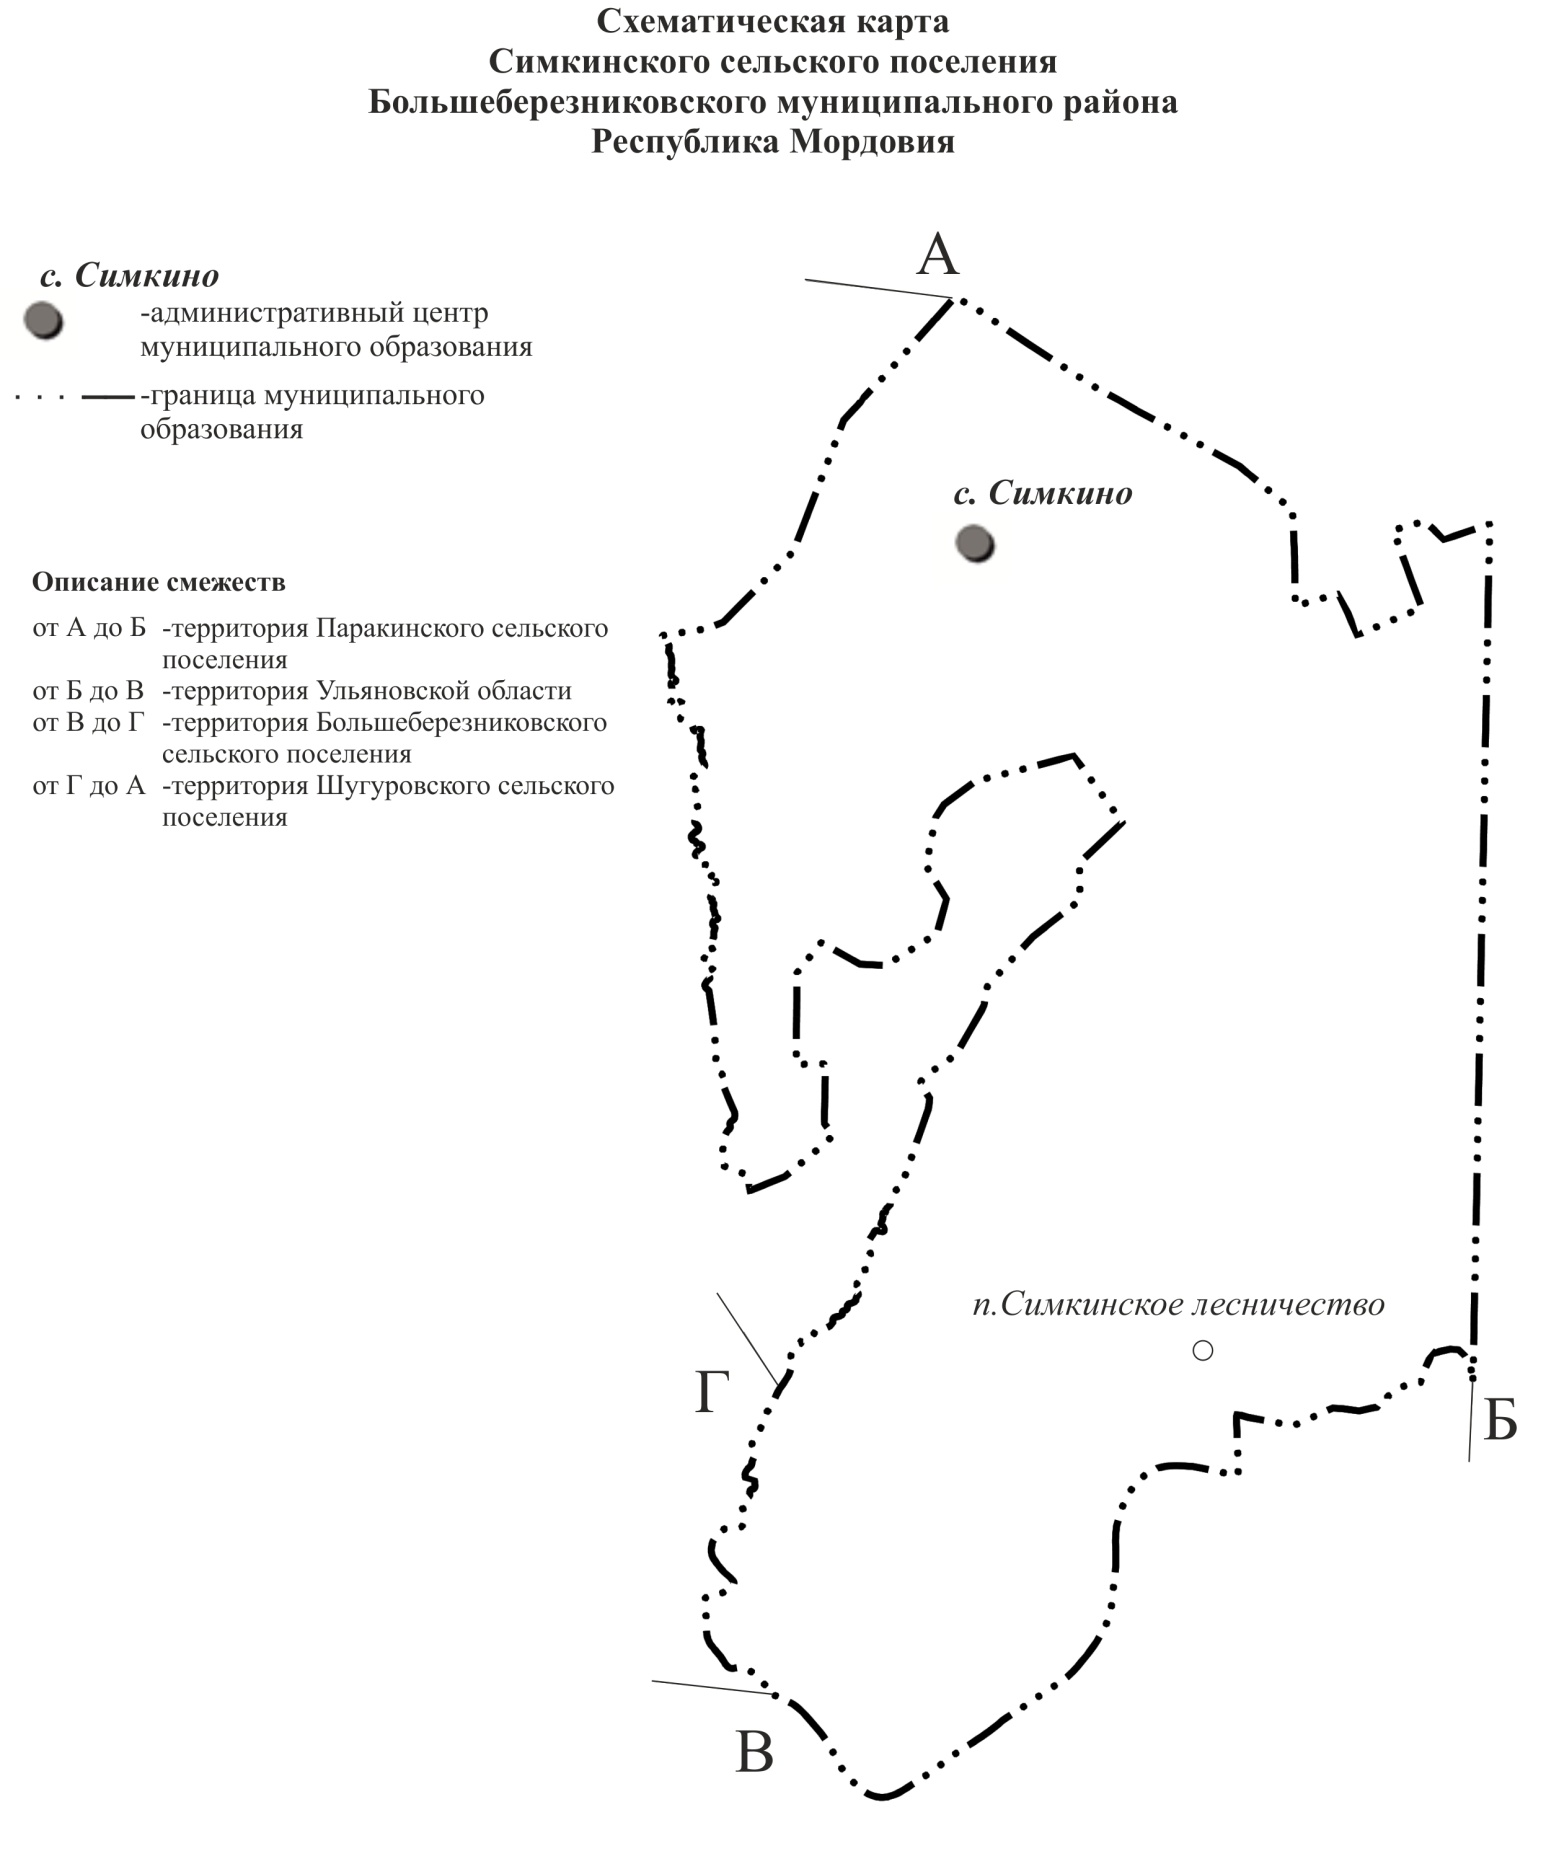 Схематическая карта
Симкинского сельского поселения
Большеберезниковского муниципального района
Республика Мордовия
с. Симкино
-административный центр
муниципального образования
-граница муниципального
образования
Описание смежеств
от А до Б -территория Паракинского сельского
поселения
от Б до В -территория Ульяновской области
от В до Г -территория Большеберезниковского
сельского поселения
от Г до А -территория Шугуровского сельского
поселения
А
с. Симкино
п.Симкинское лесничество
Г
Б
В